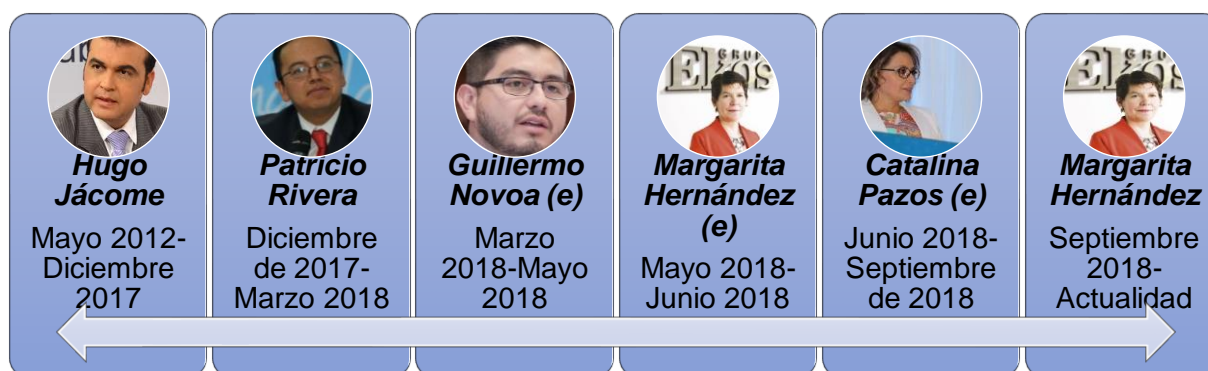 Hugo
Jácome
Mayo 2012-
Diciembre
2017
Patricio
Rivera
Diciembre
de 2017-
Marzo 2018
Guillermo
Novoa (e)
Marzo
2018-Mayo
2018
GRUPO
Margarita
Hernández
(e)
Mayo 2018-
Junio 2018
Catalina
Pazos (e)
Junio 2018-
Septiembre
de 2018
Margarita
Hernández
Septiembre
2018-
Actualidad